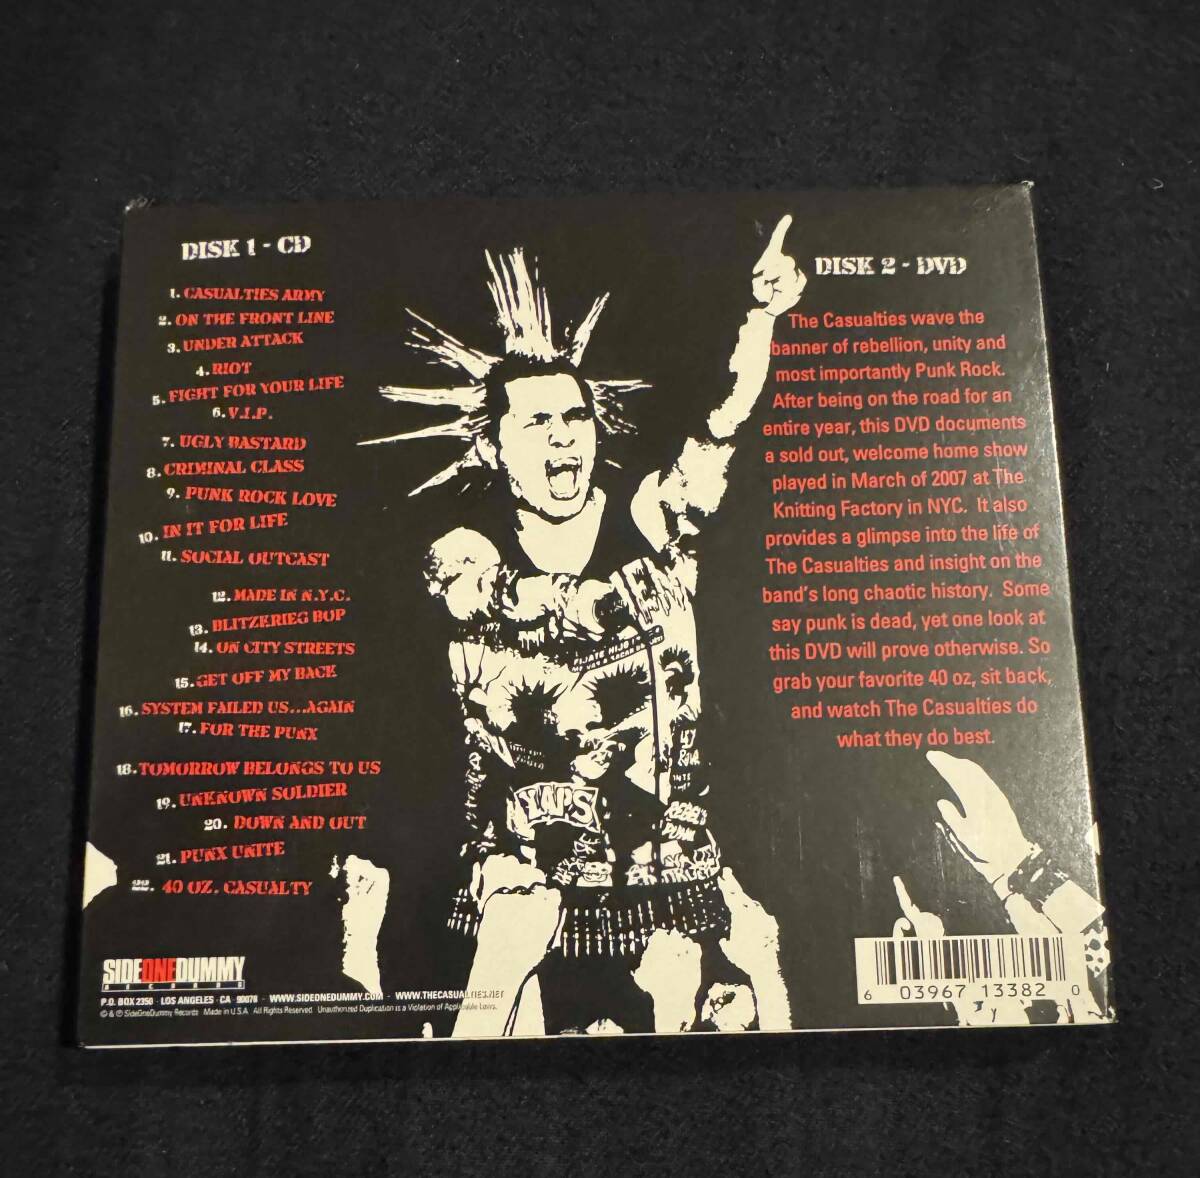 DISK 1 - CD
1. CASUALTIES ARMY
2. ON THE FRONT LINE
3. UNDER ATTACK
4. RIOT
5. FIGHT FOR YOUR LIFE
6. V.I.P.
7. UGLY BASTARD
8. CRIMINAL CLASS
9. PUNK ROCK LOVE
10. IN IT FOR LIFE
11. SOCIAL OUTCAST
12. MADE IN N.Y.C.
13. BLITZKRIEG BOP
14. ON CITY STREETS
15. GET OFF MY BACK
16. SYSTEM FAILED US...AGAIN
17. FOR THE PUNX
18. TOMORROW BELONGS TO US
19. UNKNOWN SOLDIER
20. DOWN AND OUT
21. PUNX UNITE
40 OZ. CASUALTY
DISK 2 - DVD
The Casualties wave the
banner of rebellion, unity and
most importantly Punk Rock.
After being on the road for an
entire year, this DVD documents
a sold out, welcome home show
played in March of 2007 at The
Knitting Factory in NYC. It also
provides a glimpse into the life of
The Casualties and insight on the
band's long chaotic history. Some
say punk is dead, yet one look at
this DVD will prove otherwise. So
grab your favorite 40 oz, sit back,
and watch The Casualties do
what they do best.
FIJATE HIJO
LAPS
REBEL'S
PUNK
SIDEONEDUMMY
RECORDS
P.O. BOX 2350 · LOS ANGELES · CA · 90078 · WWW.SIDEONEDUMMY.COM · WWW.THECASUALTIES.NET
© & ℗ SideOneDummy Records Made in U.S.A. All Rights Reserved. Unauthorized Duplication is a Violation of Applicable Laws.
6 03967 13382 0